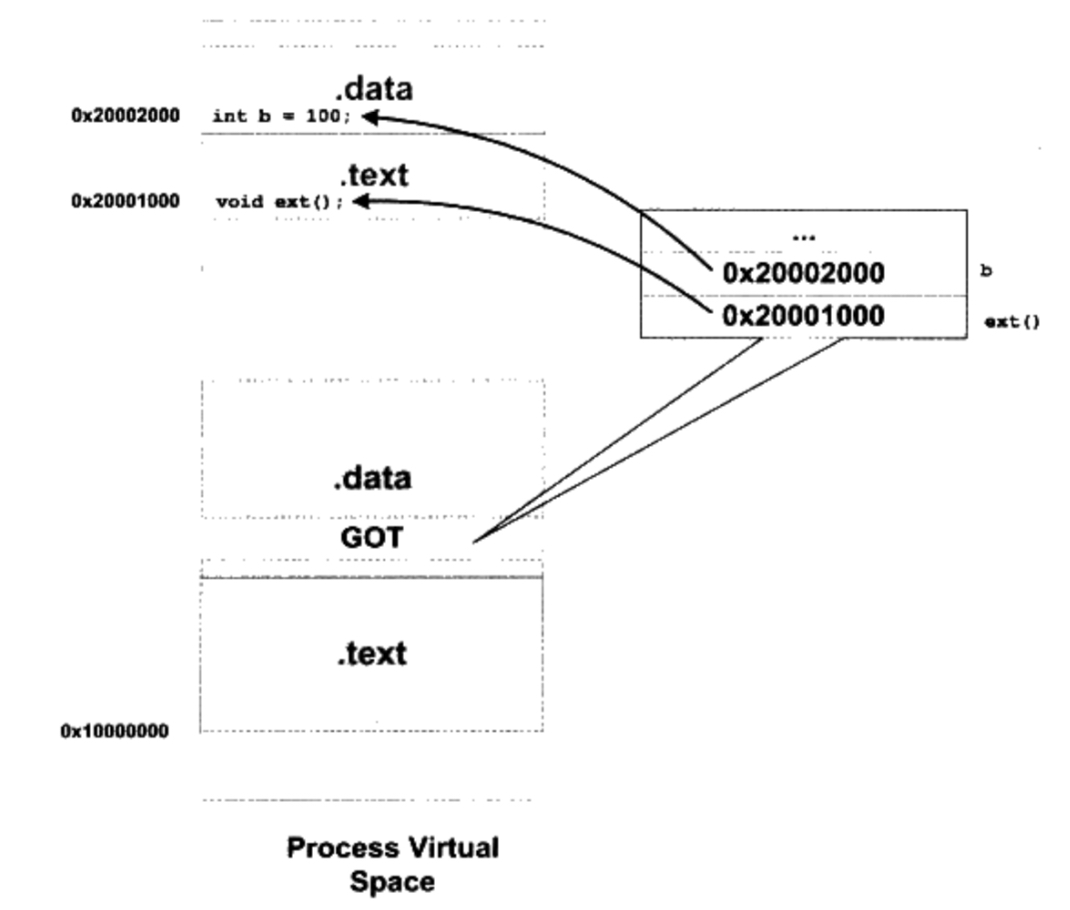 .data
0x20002000 int b = 100;
.text
0x20001000 void ext();
...
0x20002000 b
0x20001000 ext()
.data
GOT
.text
0x10000000
Process Virtual
Space